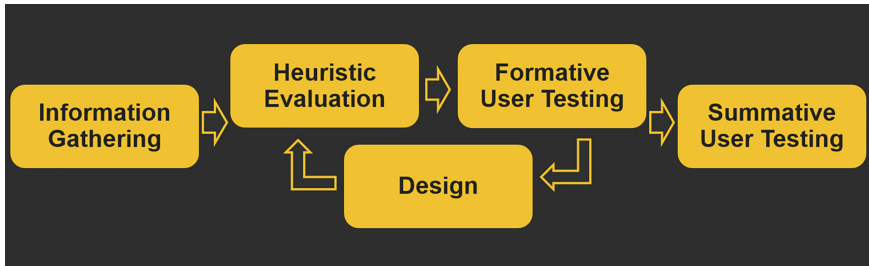 Information
Gathering
Heuristic
Evaluation
Formative
User Testing
Summative
User Testing
Design